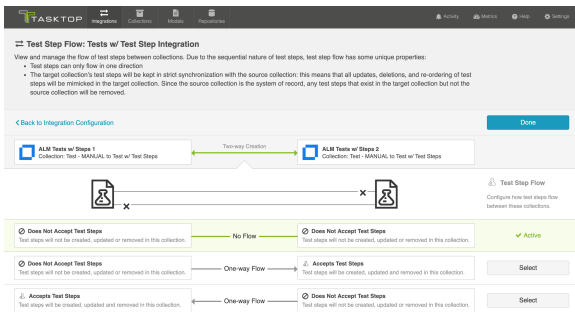 TASKTOP
Integrations
Collections
Models
Repositories
Activity
Metrics
Help
Settings
Test Step Flow: Tests w/ Test Step Integration
View and manage the flow of test steps between collections. Due to the sequential nature of test steps, test step flow has some unique properties:
• Test steps can only flow in one direction
• The target collection's test steps will be kept in strict synchronization with the source collection: this means that all updates, deletions, and re-ordering of test
steps will be mimicked in the target collection. Since the source collection is the system of record, any test steps that exist in the target collection but not the
source collection will be removed.
Back to Integration Configuration
Done
ALM Tests w/ Steps 1
Collection: Test - MANUAL to Test w/ Test Steps
Two-way Creation
ALM Tests w/ Steps 2
Collection: Test - MANUAL to Test w/ Test Steps
Test Step Flow
Configure how test steps flow
between these collections.
Does Not Accept Test Steps
Test steps will not be created, updated or removed in this collection.
No Flow
Does Not Accept Test Steps
Test steps will not be created, updated or removed in this collection.
Active
Does Not Accept Test Steps
Test steps will not be created, updated or removed in this collection.
One-way Flow
Accepts Test Steps
Test steps will be created, updated and removed in this collection.
Select
Accepts Test Steps
Test steps will be created, updated and removed in this collection.
One-way Flow
Does Not Accept Test Steps
Test steps will not be created, updated or removed in this collection.
Select